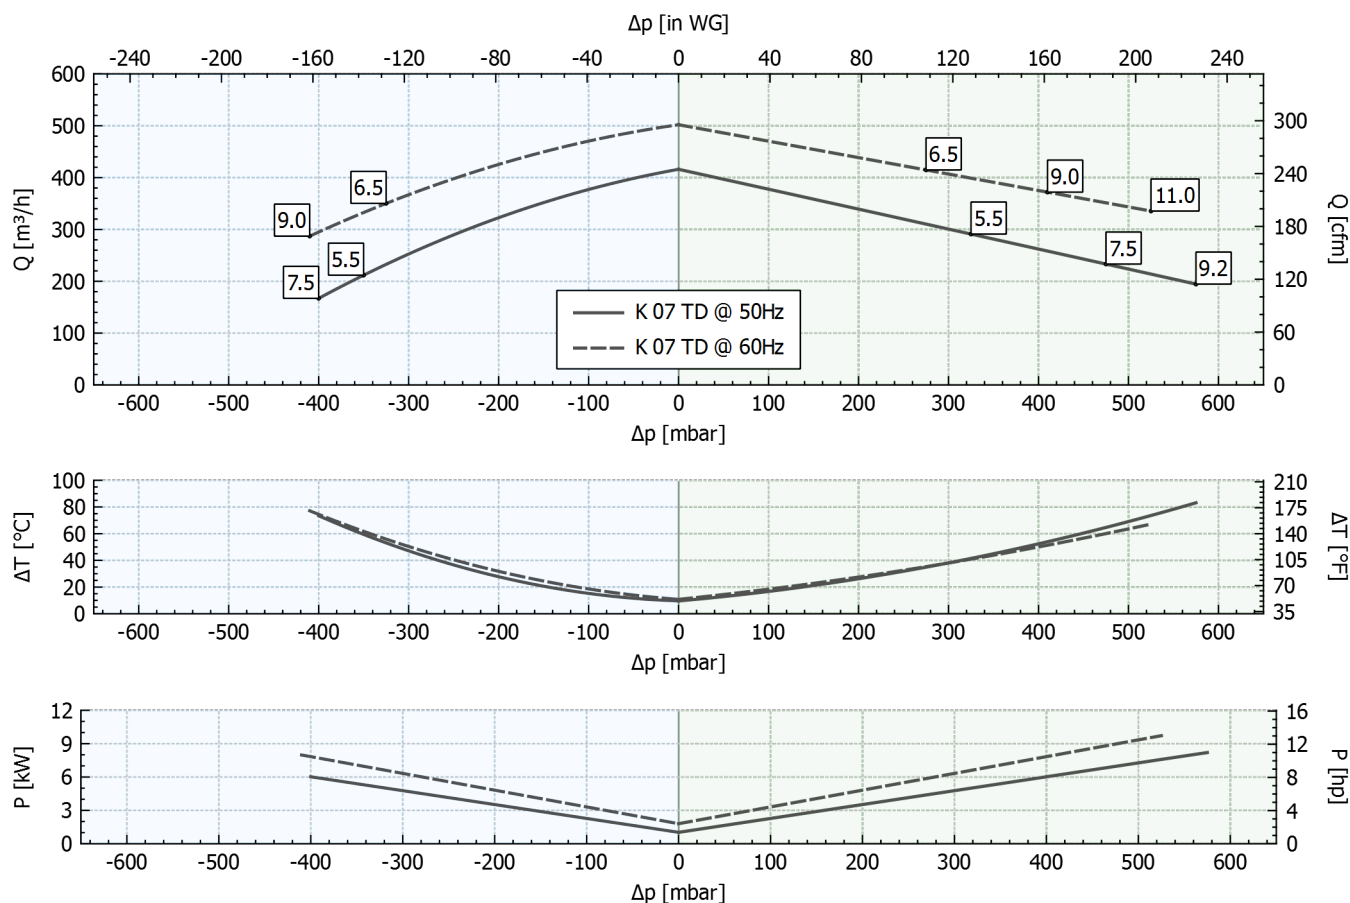 Δp [in WG]
-240 -200 -160 -120 -80 -40 0 40 80 120 160 200 240
600
500
400
300
200
100
0
Q [m³/h]
300
240
180
120
60
0
Q [cfm]
9.0
6.5
7.5
5.5
6.5
9.0
11.0
5.5
7.5
9.2
K 07 TD @ 50Hz
K 07 TD @ 60Hz
-600 -500 -400 -300 -200 -100 0 100 200 300 400 500 600
Δp [mbar]
100
80
60
40
20
0
ΔT [°C]
210
175
140
105
70
35
ΔT [°F]
-600 -500 -400 -300 -200 -100 0 100 200 300 400 500 600
Δp [mbar]
12
9
6
3
0
P [kW]
16
12
8
4
0
P [hp]
-600 -500 -400 -300 -200 -100 0 100 200 300 400 500 600
Δp [mbar]